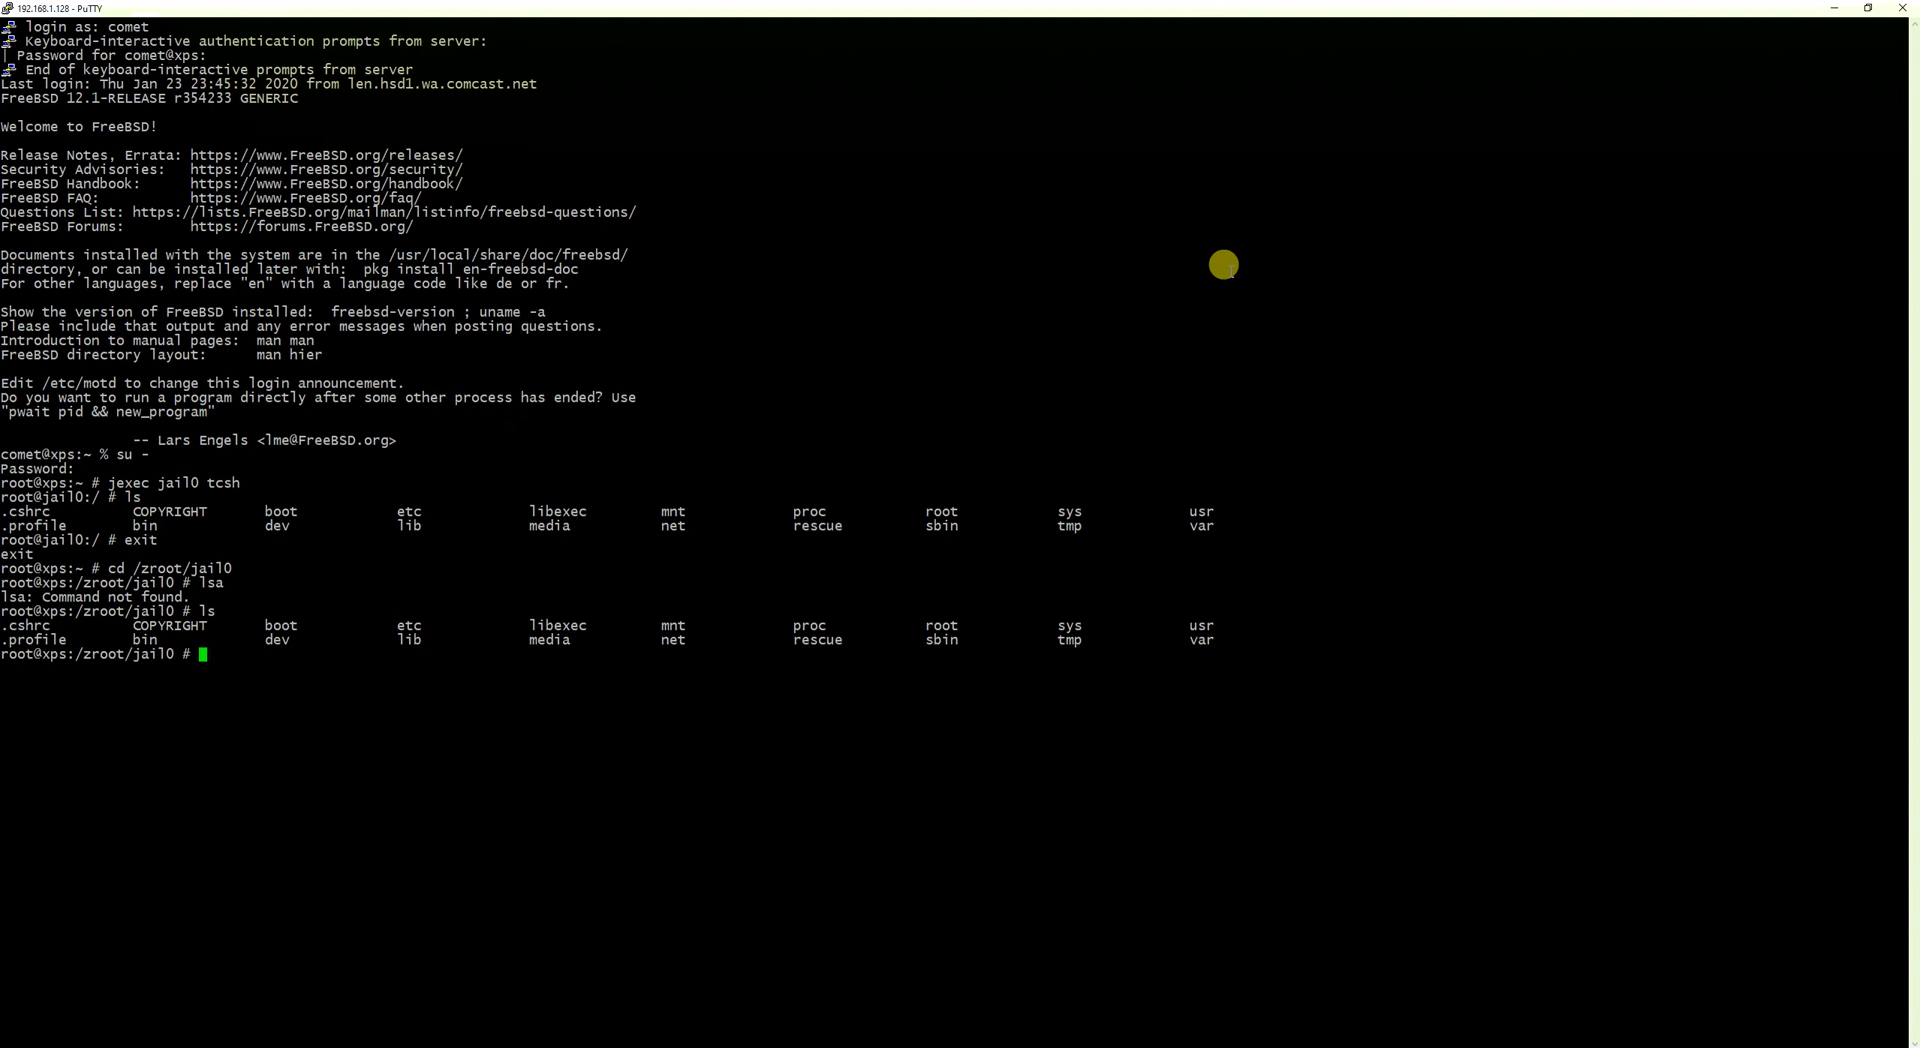 192.168.1.128 - PuTTY
login as: comet
Keyboard-interactive authentication prompts from server:
| Password for comet@xps:
End of keyboard-interactive prompts from server
Last login: Thu Jan 23 23:45:32 2020 from len.hsd1.wa.comcast.net
FreeBSD 12.1-RELEASE r354233 GENERIC
Welcome to FreeBSD!
Release Notes, Errata: https://www.FreeBSD.org/releases/
Security Advisories:   https://www.FreeBSD.org/security/
FreeBSD Handbook:      https://www.FreeBSD.org/handbook/
FreeBSD FAQ:           https://www.FreeBSD.org/faq/
Questions List: https://lists.FreeBSD.org/mailman/listinfo/freebsd-questions/
FreeBSD Forums:        https://forums.FreeBSD.org/
Documents installed with the system are in the /usr/local/share/doc/freebsd/
directory, or can be installed later with:  pkg install en-freebsd-doc
For other languages, replace "en" with a language code like de or fr.
Show the version of FreeBSD installed:  freebsd-version ; uname -a
Please include that output and any error messages when posting questions.
Introduction to manual pages:  man man
FreeBSD directory layout:      man hier
Edit /etc/motd to change this login announcement.
Do you want to run a program directly after some other process has ended? Use
"pwait pid && new_program"
-- Lars Engels <lme@FreeBSD.org>
comet@xps:~ % su -
Password:
root@xps:~ # jexec jail0 tcsh
root@jail0:/ # ls
.cshrc          COPYRIGHT       boot            etc             libexec         mnt             proc            root            sys             usr
.profile        bin             dev             lib             media           net             rescue          sbin            tmp             var
root@jail0:/ # exit
exit
root@xps:~ # cd /zroot/jail0
root@xps:/zroot/jail0 # lsa
lsa: Command not found.
root@xps:/zroot/jail0 # ls
.cshrc          COPYRIGHT       boot            etc             libexec         mnt             proc            root            sys             usr
.profile        bin             dev             lib             media           net             rescue          sbin            tmp             var
root@xps:/zroot/jail0 #